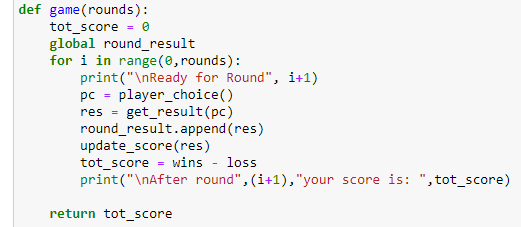 def game(rounds):
    tot_score = 0
    global round_result
    for i in range(0,rounds):
        print("\nReady for Round", i+1)
        pc = player_choice()
        res = get_result(pc)
        round_result.append(res)
        update_score(res)
        tot_score = wins - loss
        print("\nAfter round",(i+1),"your score is: ",tot_score)

    return tot_score